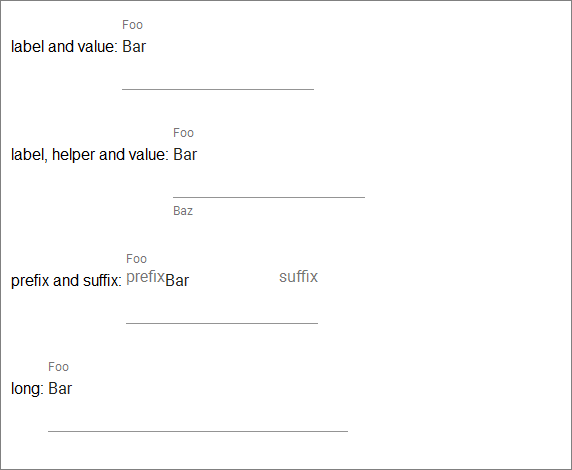 Foo
label and value: Bar
Foo
label, helper and value: Bar
Baz
Foo
prefix and suffix: prefixBar suffix
Foo
long: Bar